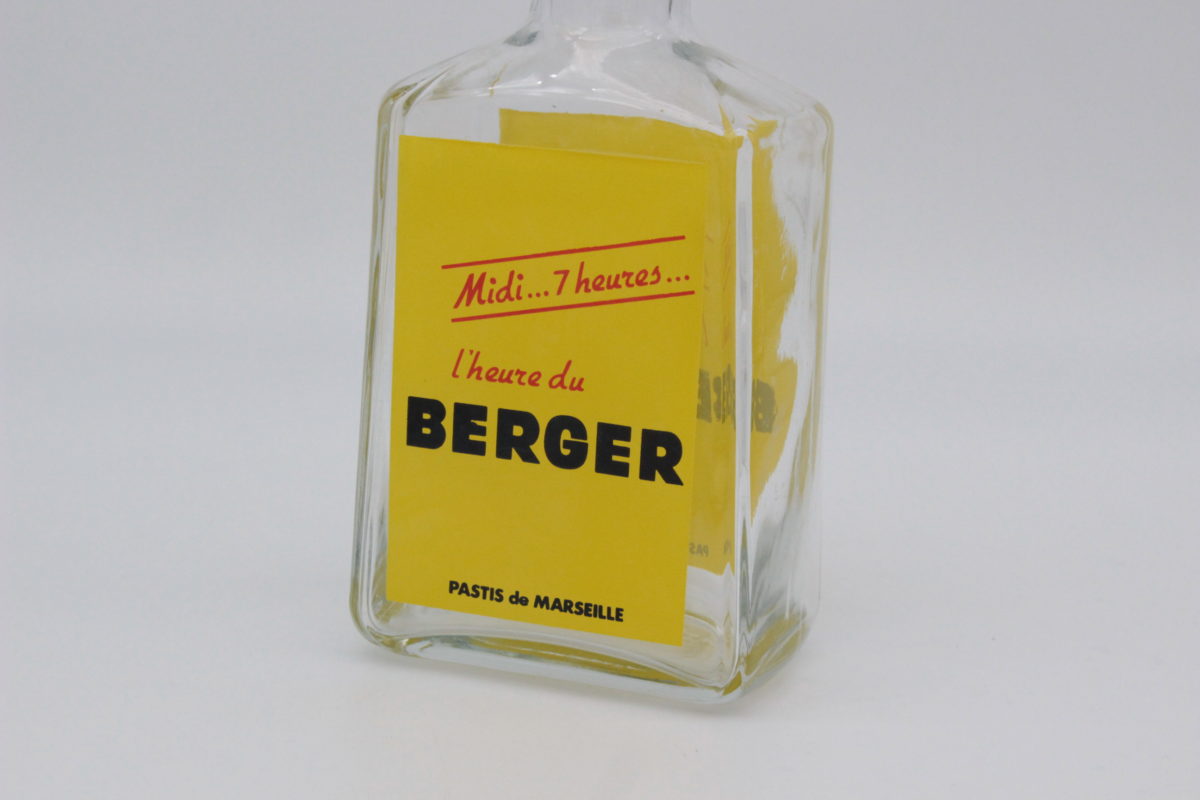 Midi...7 heures...
l'heure du
BERGER
PASTIS de MARSEILLE